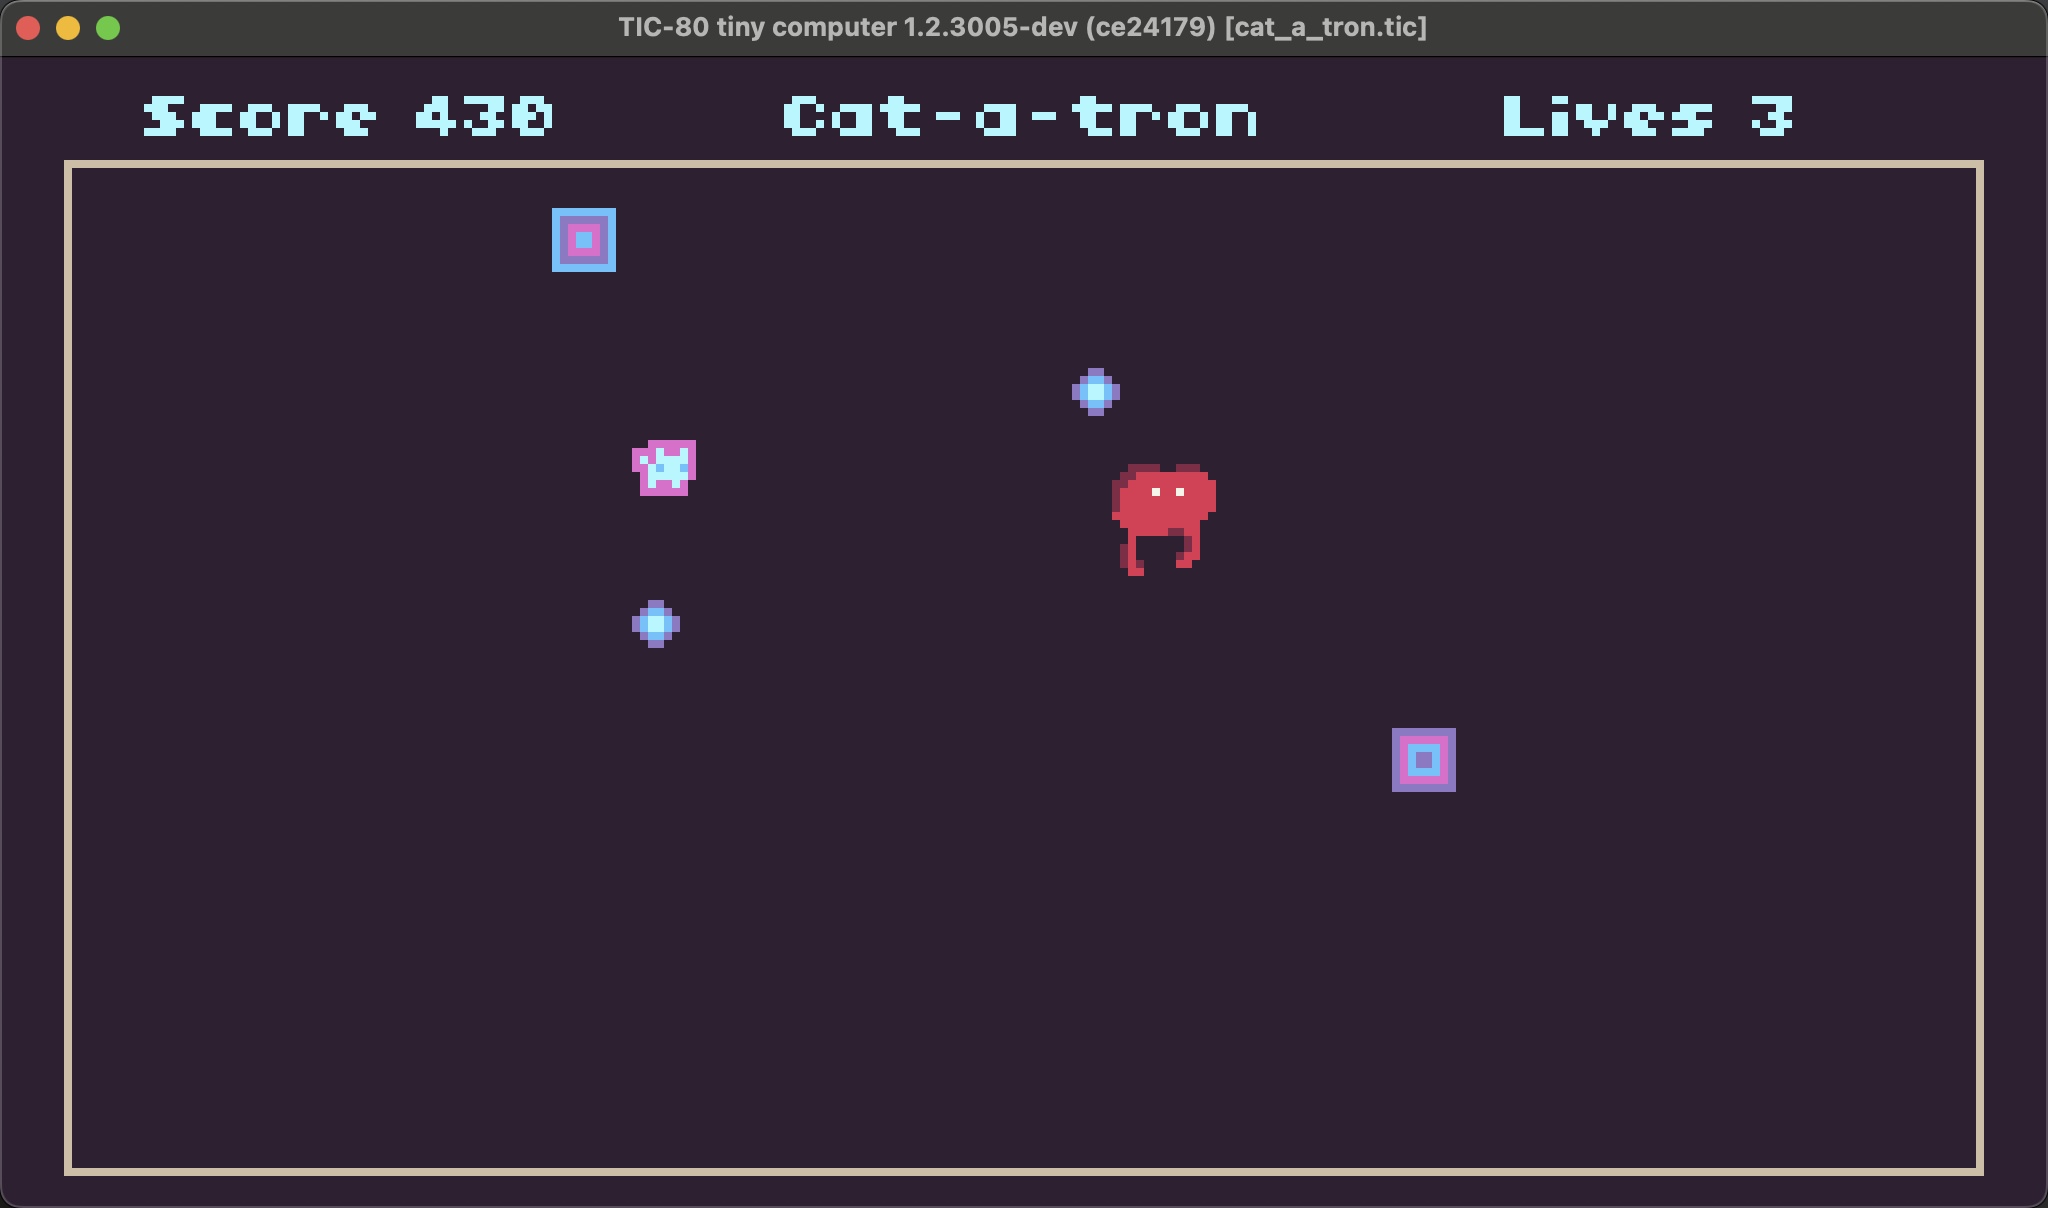 TIC-80 tiny computer 1.2.3005-dev (ce24179) [cat_a_tron.tic]
Score 430 Cat-a-tron Lives 3